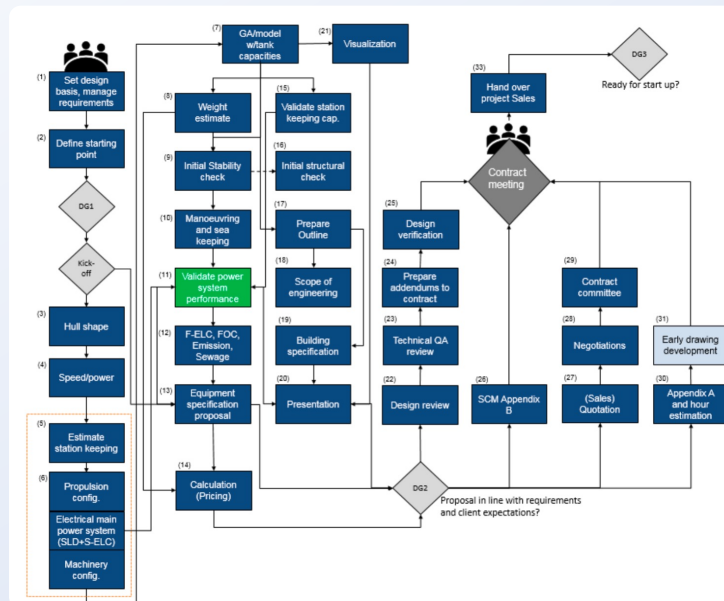 (1)
Set design
basis, manage
requirements
(2)
Define starting
point
DG1
Kick-
off
(3)
Hull shape
(4)
Speed/power
(5)
Estimate
station keeping
(6)
Propulsion
config.
Electrical main
power system
(SLD+S-ELC)
Machinery
config.
(7)
GA/model
w/tank
capacities
(21)
Visualization
(8)
Weight
estimate
(15)
Validate station
keeping cap.
(9)
Initial Stability
check
(16)
Initial structural
check
(10)
Manoeuvring
and sea
keeping
(17)
Prepare
Outline
(11)
Validate power
system
performance
(18)
Scope of
engineering
(12)
F-ELC, FOC,
Emission,
Sewage
(19)
Building
specification
(13)
Equipment
specification
proposal
(20)
Presentation
(14)
Calculation
(Pricing)
(25)
Design
verification
(24)
Prepare
addendums to
contract
(23)
Technical QA
review
(22)
Design review
DG2
Proposal in line with requirements
and client expectations?
(26)
SCM Appendix
B
(29)
Contract
committee
(28)
Negotiations
(27)
(Sales)
Quotation
(31)
Early drawing
development
(30)
Appendix A
and hour
estimation
Contract
meeting
(33)
Hand over
project Sales
DG3
Ready for start up?